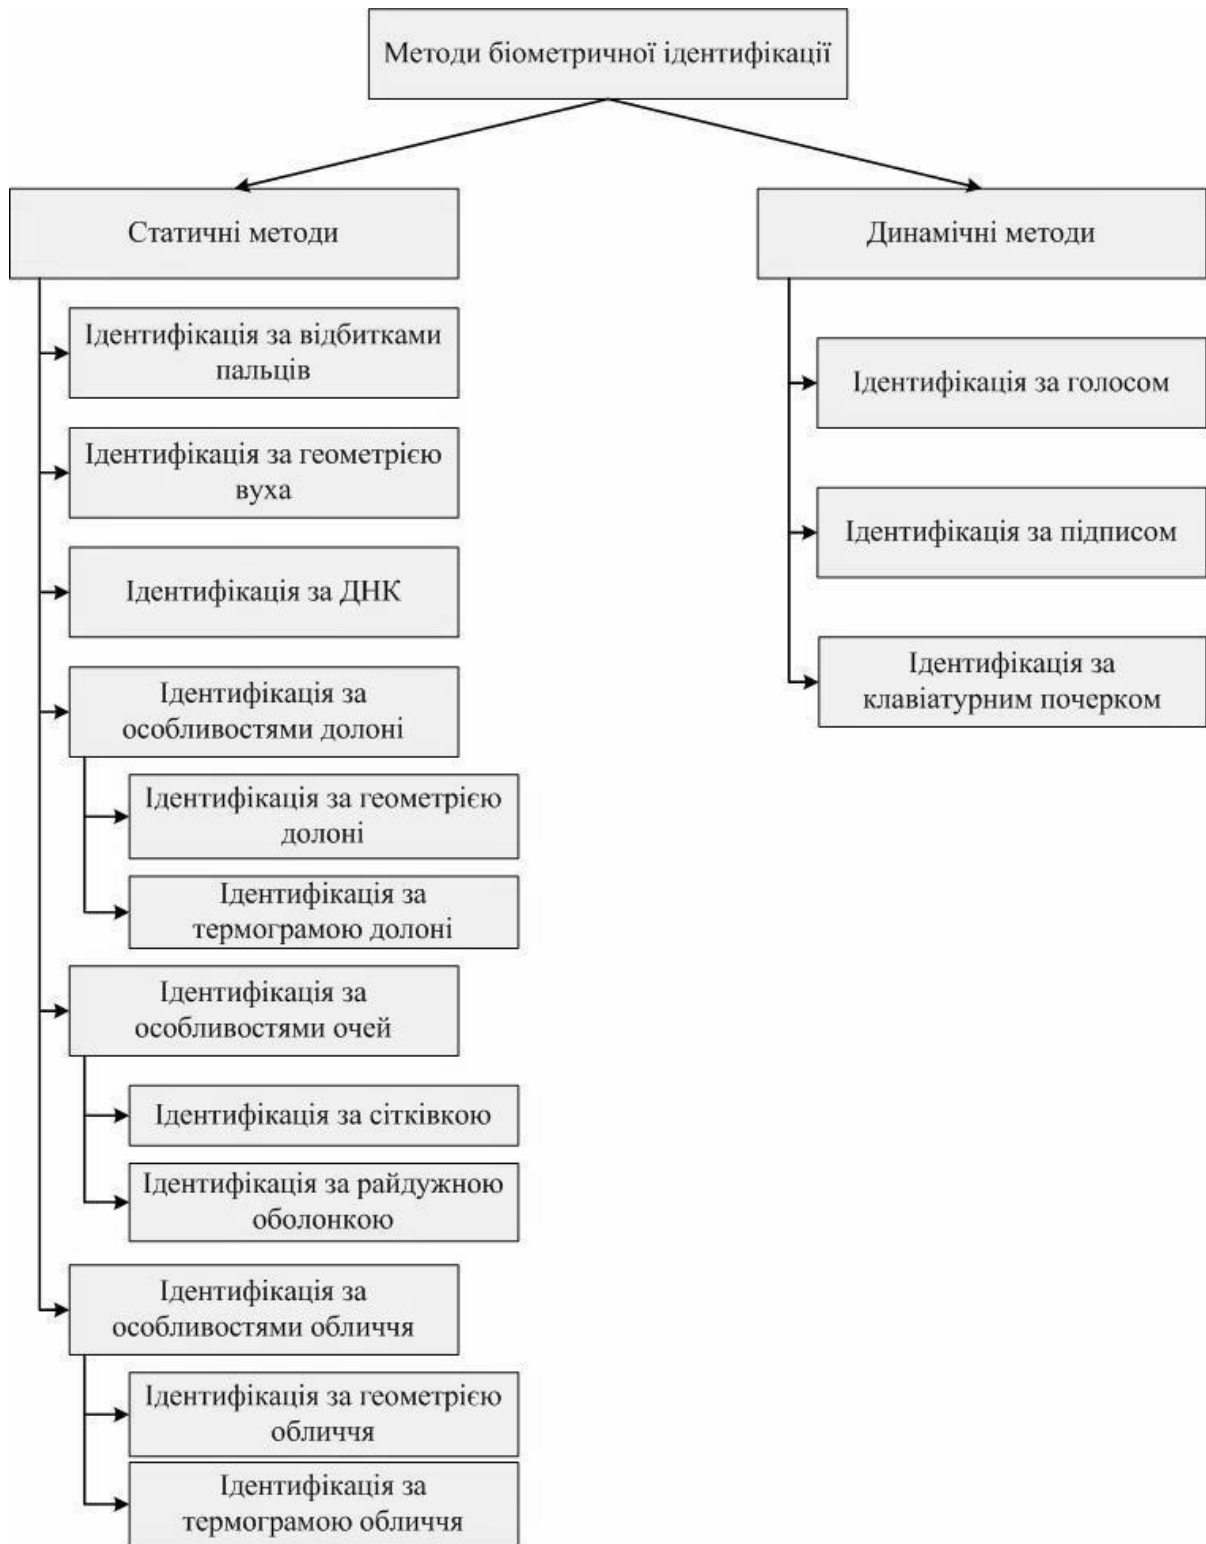 Методи біометричної ідентифікації
Статичні методи
Динамічні методи
Ідентифікація за відбитками
пальців
Ідентифікація за геометрією
вуха
Ідентифікація за ДНК
Ідентифікація за
особливостями долоні
Ідентифікація за геометрією
долоні
Ідентифікація за
термограмою долоні
Ідентифікація за
особливостями очей
Ідентифікація за сітківкою
Ідентифікація за райдужною
оболонкою
Ідентифікація за
особливостями обличчя
Ідентифікація за геометрією
обличчя
Ідентифікація за
термограмою обличчя
Ідентифікація за голосом
Ідентифікація за підписом
Ідентифікація за
клавіатурним почерком